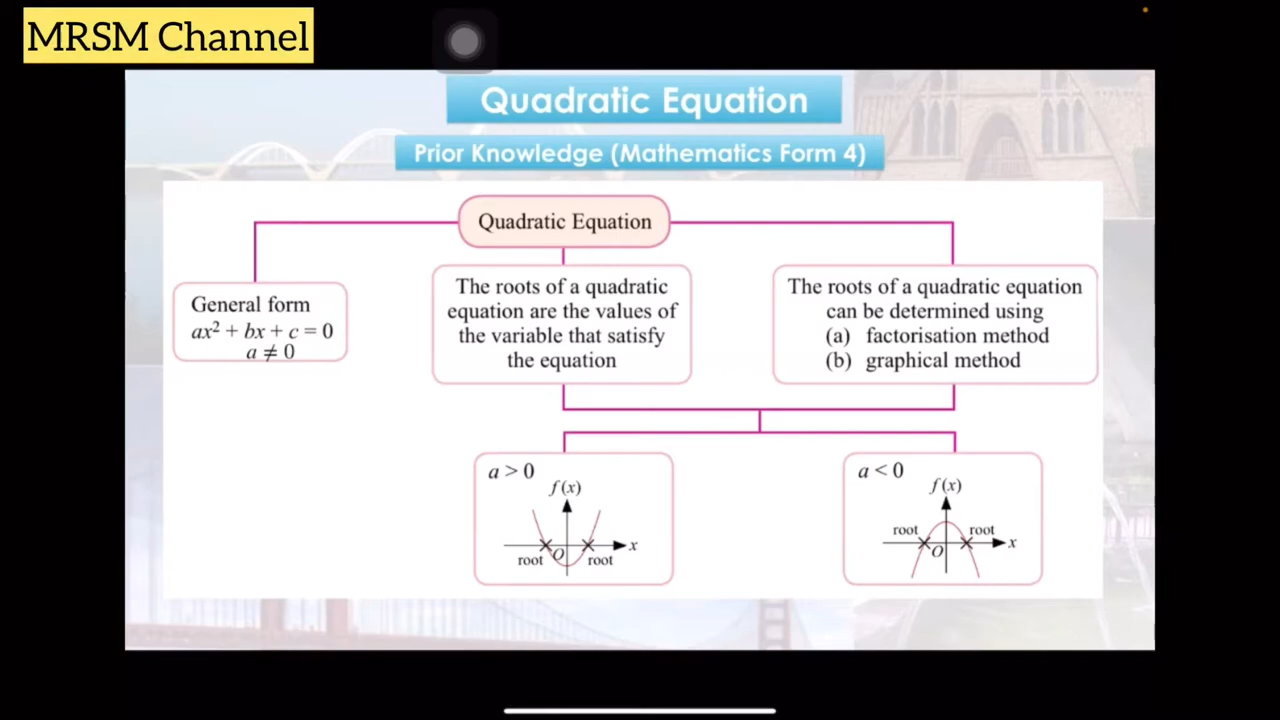 MRSM Channel
Quadratic Equation
Prior Knowledge (Mathematics Form 4)
Quadratic Equation
General form
ax² + bx + c = 0
a ≠ 0
The roots of a quadratic
equation are the values of
the variable that satisfy
the equation
The roots of a quadratic equation
can be determined using
(a) factorisation method
(b) graphical method
a > 0
f(x)
x
O
root
root
a < 0
f(x)
root
root
x
O